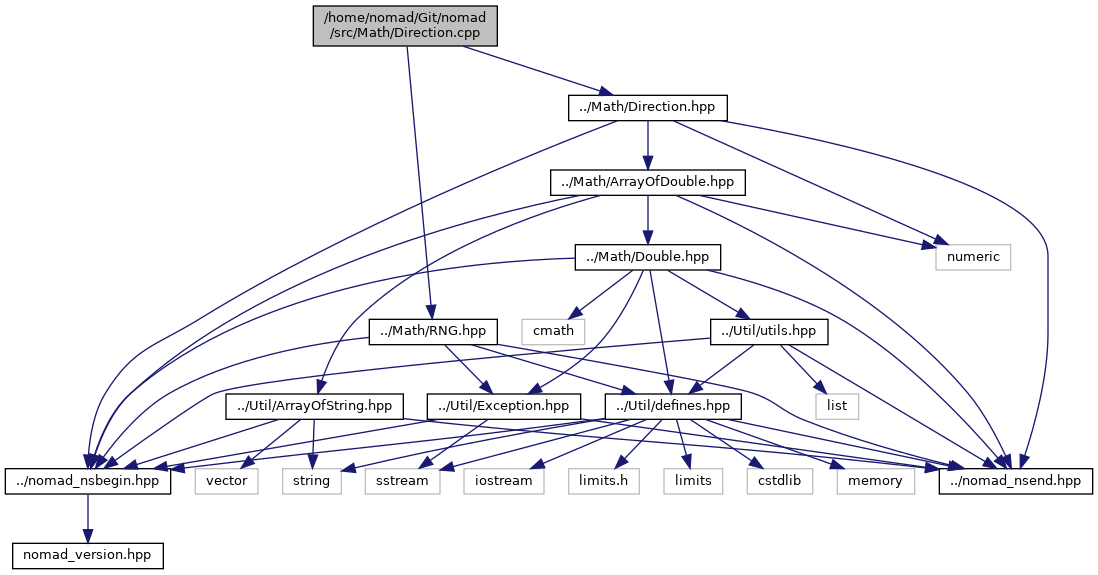 /home/nomad/Git/nomad
/src/Math/Direction.cpp
../Math/Direction.hpp
../Math/ArrayOfDouble.hpp
../Math/Double.hpp
numeric
../Math/RNG.hpp
cmath
../Util/utils.hpp
../Util/ArrayOfString.hpp
../Util/Exception.hpp
../Util/defines.hpp
list
../nomad_nsbegin.hpp
vector
string
sstream
iostream
limits.h
limits
cstdlib
memory
../nomad_nsend.hpp
nomad_version.hpp